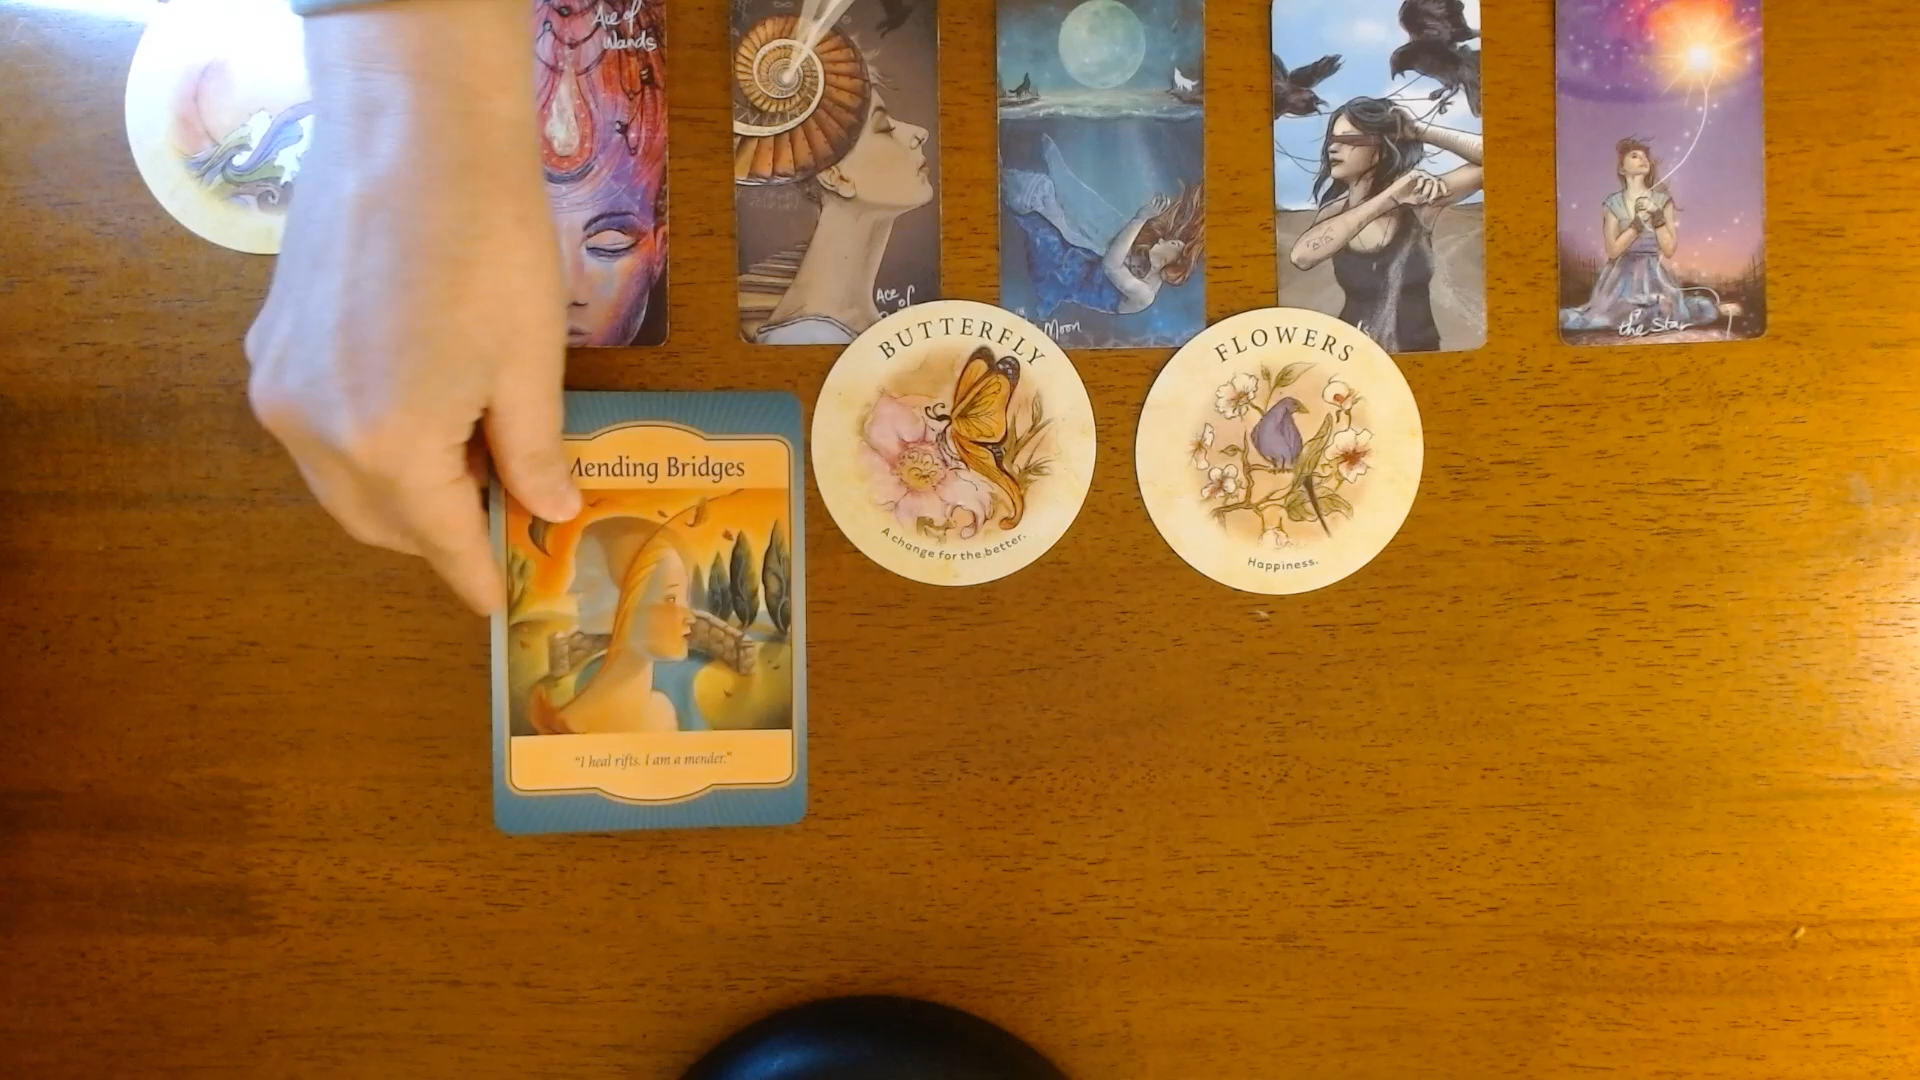 Ace of
Wands
Ace
of
Moon
the Star
BUTTERFLY
A change for the better.
FLOWERS
Happiness.
Mending Bridges
"I heal rifts. I am a mender."